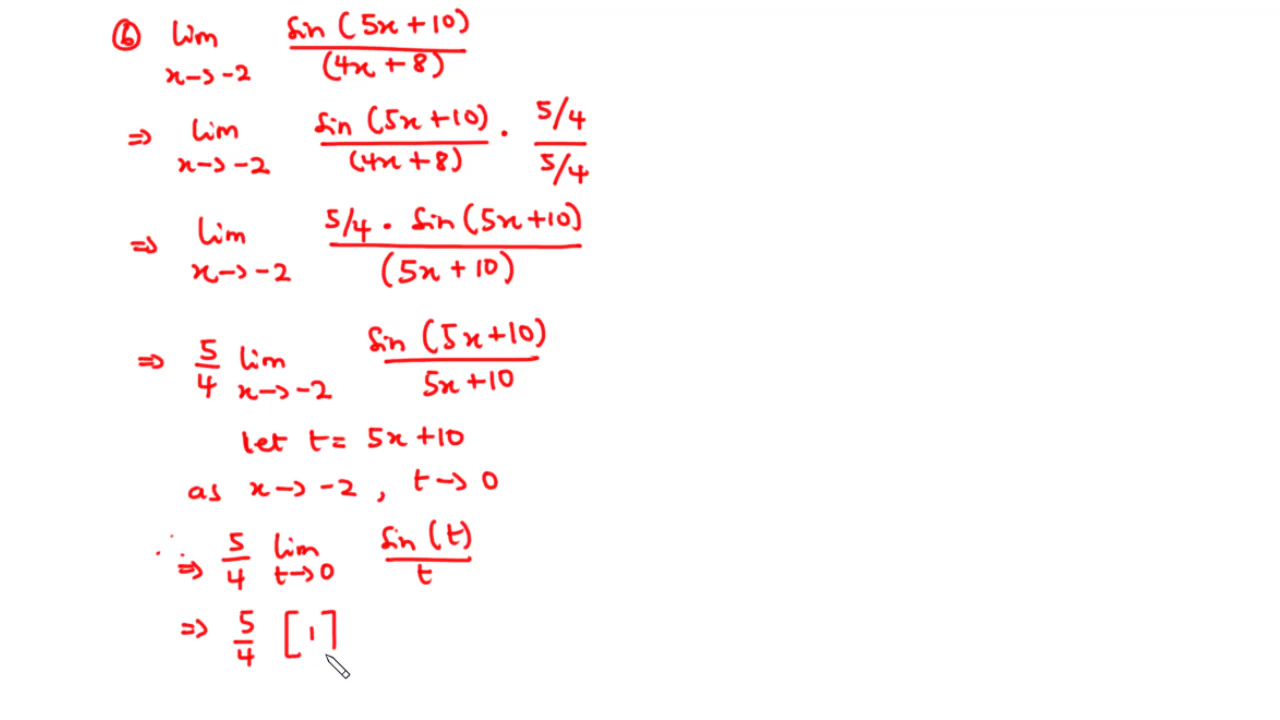 ⑥ lim x→-2 sin (5x+10) / (4x+8)
⇒ lim x→-2 sin (5x+10) / (4x+8) · 5/4 / 5/4
⇒ lim x→-2 5/4 · sin (5x+10) / (5x+10)
⇒ 5/4 lim x→-2 sin (5x+10) / 5x+10
let t = 5x+10
as x→-2, t→0
∴ ⇒ 5/4 lim t→0 sin (t) / t
⇒ 5/4 [1]